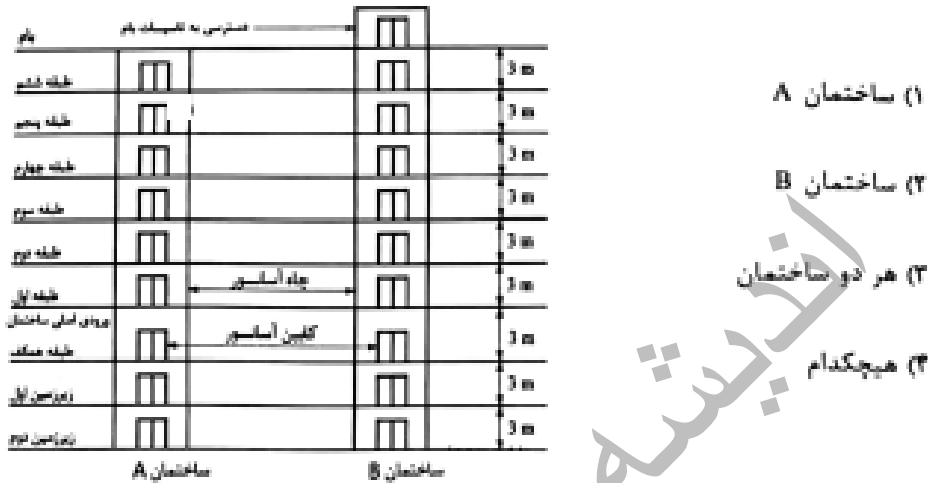 دسترسی به تاسیسات بام
بام
3 m
طبقه ششم
3 m
طبقه پنجم
3 m
طبقه چهارم
3 m
طبقه سوم
3 m
طبقه دوم
3 m
طبقه اول
چاه آسانسور
ورودی اصلی ساختمان
3 m
طبقه همکف
کابین آسانسور
3 m
زیرزمین اول
3 m
زیرزمین دوم
ساختمان A
ساختمان B
۱) ساختمان A
۲) ساختمان B
۳) هر دو ساختمان
۴) هیچکدام
اندیشه